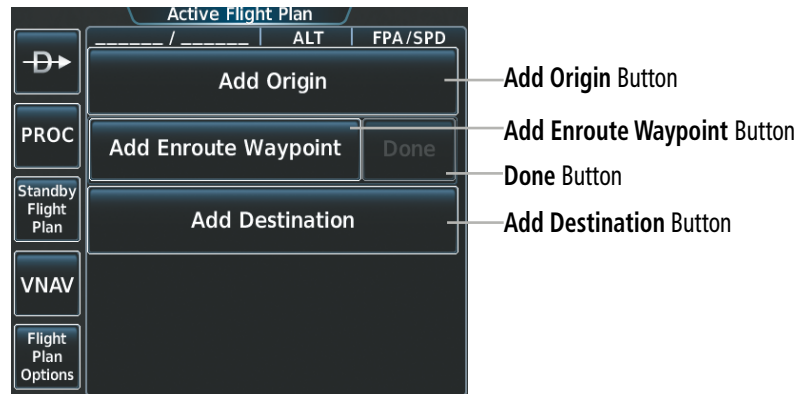 Active Flight Plan
______ / ______ ALT FPA/SPD
D
Add Origin
Add Origin Button
PROC
Add Enroute Waypoint
Done
Add Enroute Waypoint Button
Done Button
Standby
Flight
Plan
Add Destination
Add Destination Button
VNAV
Flight
Plan
Options